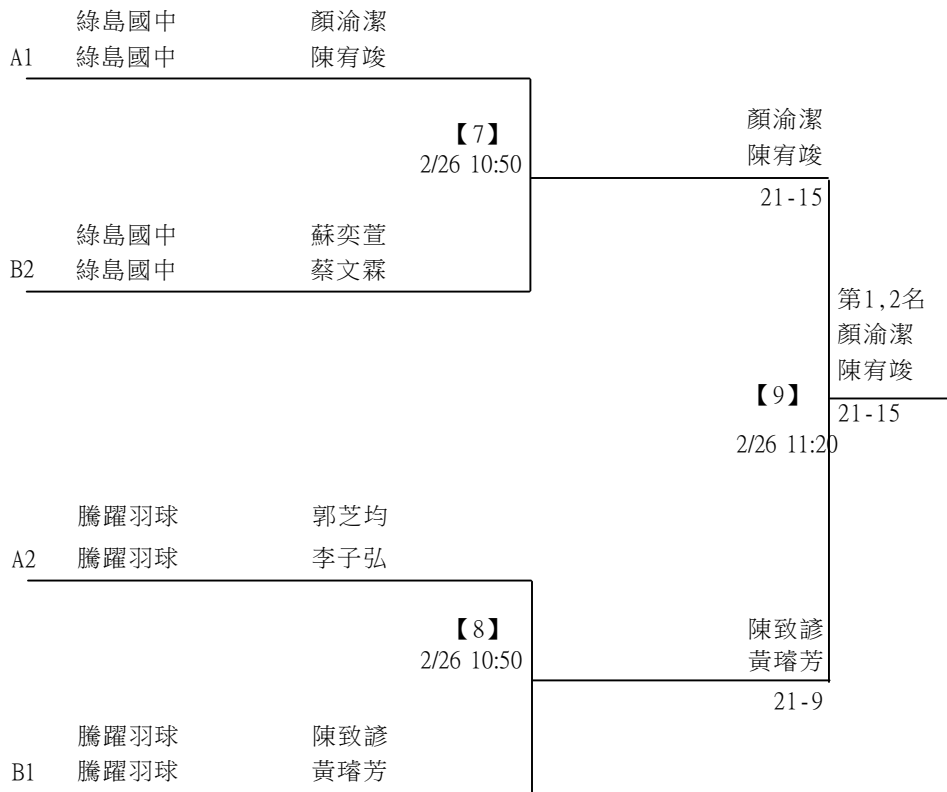 綠島國中 顏渝潔
A1 綠島國中 陳宥竣
【7】
2/26 10:50
顏渝潔
陳宥竣
21-15
綠島國中 蘇奕萱
B2 綠島國中 蔡文霖
第1,2名
顏渝潔
陳宥竣
【9】
21-15
2/26 11:20
騰躍羽球 郭芝均
A2 騰躍羽球 李子弘
【8】
2/26 10:50
陳致諺
黃璿芳
21-9
騰躍羽球 陳致諺
B1 騰躍羽球 黃璿芳